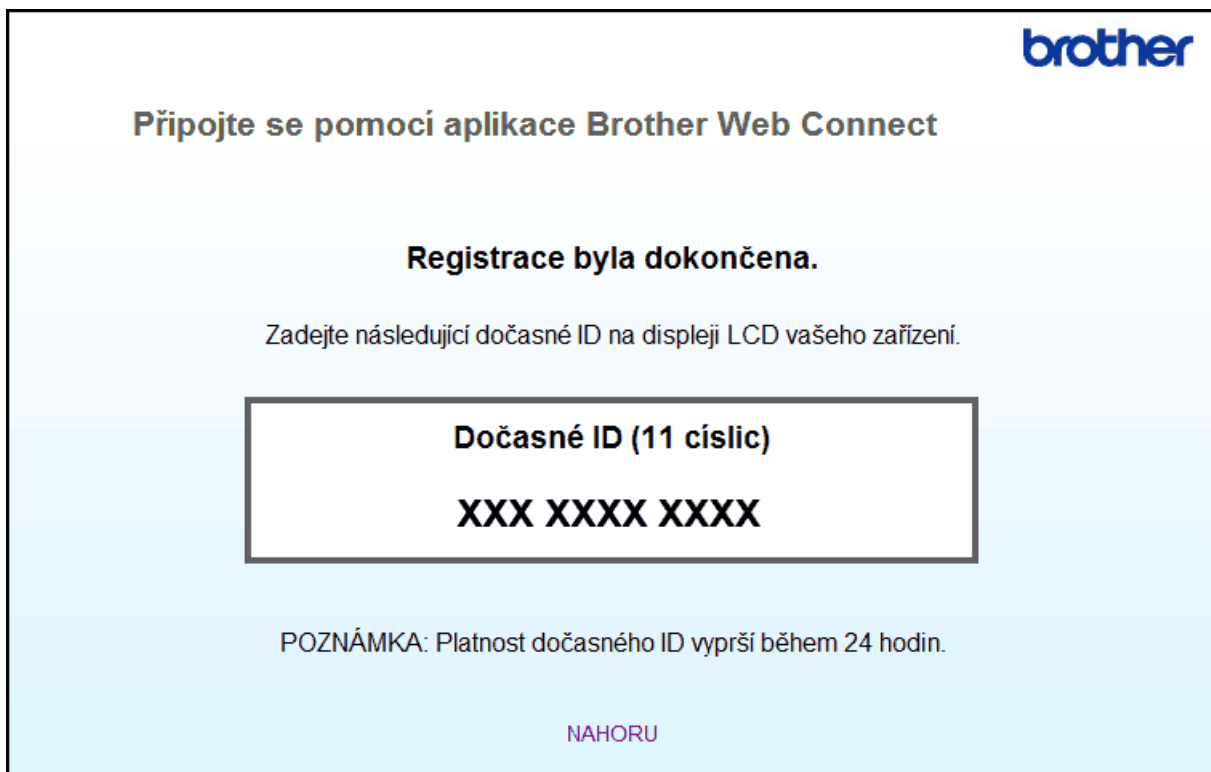 brother
Připojte se pomocí aplikace Brother Web Connect
Registrace byla dokončena.
Zadejte následující dočasné ID na displeji LCD vašeho zařízení.
Dočasné ID (11 císlic)
XXX XXXX XXXX
POZNÁMKA: Platnost dočasného ID vyprší během 24 hodin.
NAHORU